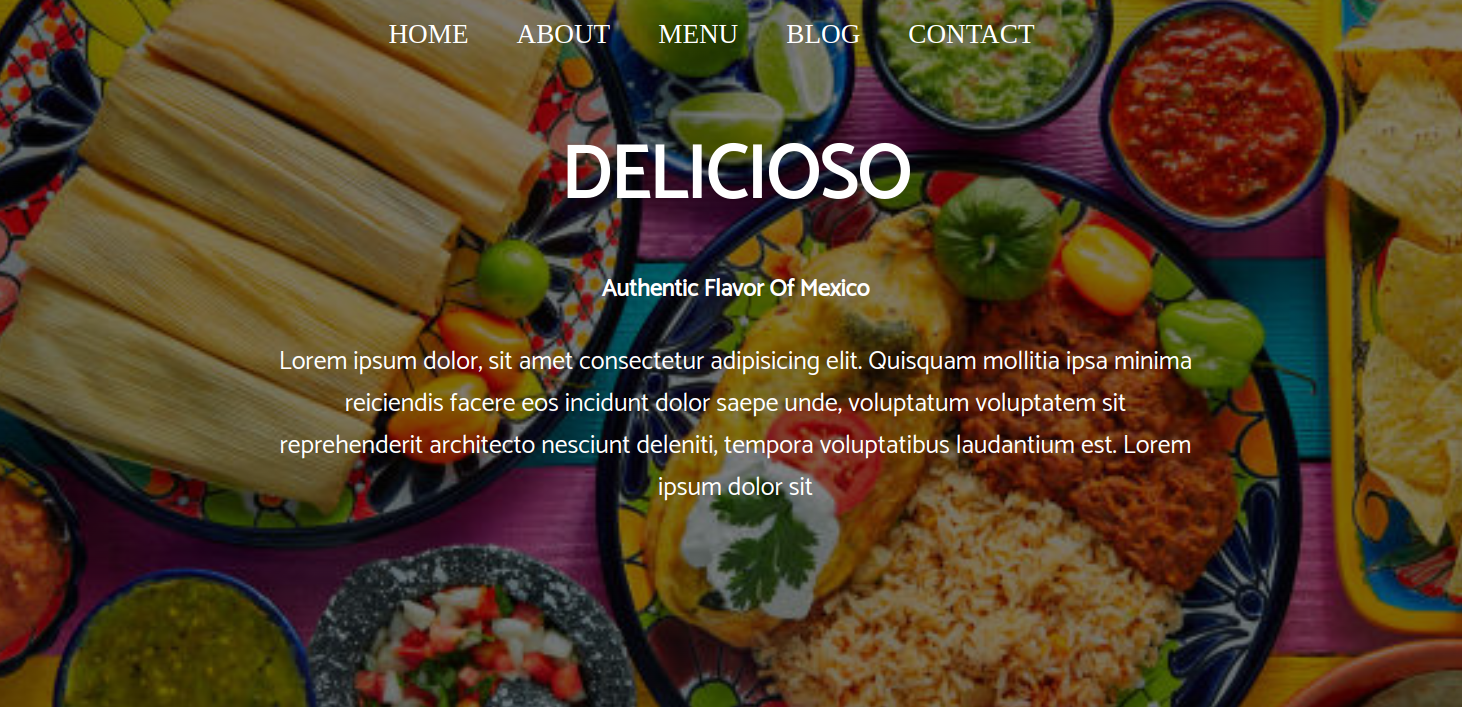 HOME ABOUT MENU BLOG CONTACT
DELICIOSO
Authentic Flavor Of Mexico
Lorem ipsum dolor, sit amet consectetur adipisicing elit. Quisquam mollitia ipsa minima
reiciendis facere eos incidunt dolor saepe unde, voluptatum voluptatem sit
reprehenderit architecto nesciunt deleniti, tempora voluptatibus laudantium est. Lorem
ipsum dolor sit